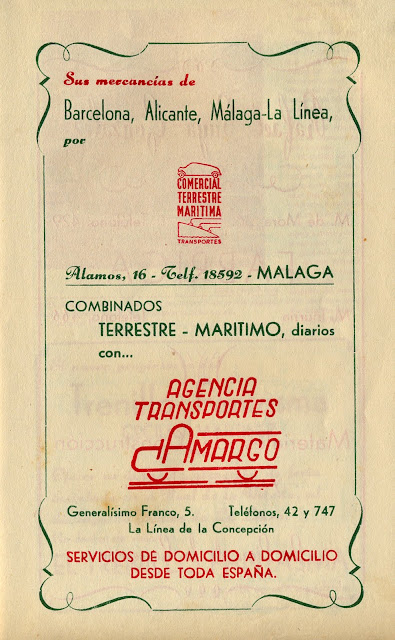 Sus mercancías de
Barcelona, Alicante, Málaga-La Línea,
por
COMERCIAL
TERRESTRE
MARITIMA
TRANSPORTES
Alamos, 16 - Telf. 18592 - MALAGA
COMBINADOS
TERRESTRE - MARITIMO, diarios
con...
AGENCIA
TRANSPORTES
CAMARGO
Generalísimo Franco, 5. Teléfonos, 42 y 747
La Línea de la Concepción
SERVICIOS DE DOMICILIO A DOMICILIO
DESDE TODA ESPAÑA.